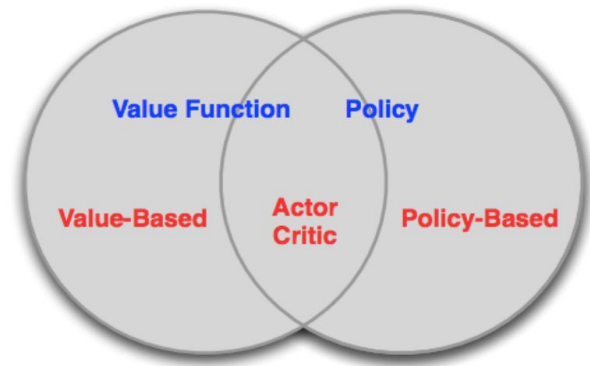 Value Function
Policy
Value-Based
Actor
Critic
Policy-Based